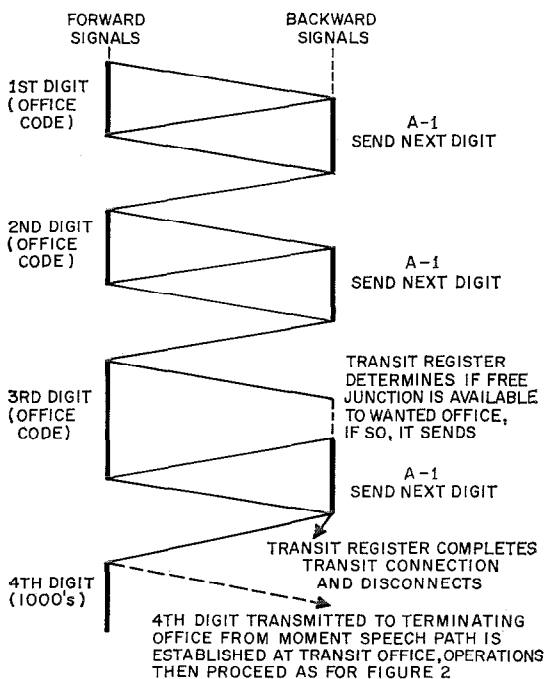 FORWARD
SIGNALS
BACKWARD
SIGNALS
1ST DIGIT
(OFFICE
CODE)
A-1
SEND NEXT DIGIT
2ND DIGIT
(OFFICE
CODE)
A-1
SEND NEXT DIGIT
3RD DIGIT
(OFFICE
CODE)
TRANSIT REGISTER
DETERMINES IF FREE
JUNCTION IS AVAILABLE
TO WANTED OFFICE,
IF SO, IT SENDS
A-1
SEND NEXT DIGIT
TRANSIT REGISTER COMPLETES
TRANSIT CONNECTION
AND DISCONNECTS
4TH DIGIT
(1000's)
4TH DIGIT TRANSMITTED TO TERMINATING
OFFICE FROM MOMENT SPEECH PATH IS
ESTABLISHED AT TRANSIT OFFICE, OPERATIONS
THEN PROCEED AS FOR FIGURE 2